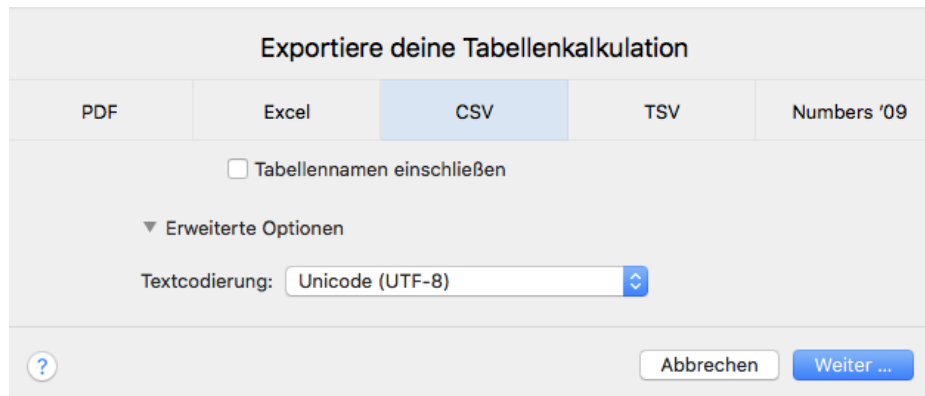 Exportiere deine Tabellenkalkulation
PDF Excel CSV TSV Numbers '09
Tabellennamen einschließen
Erweiterte Optionen
Textcodierung: Unicode (UTF-8)
? Abbrechen Weiter ...